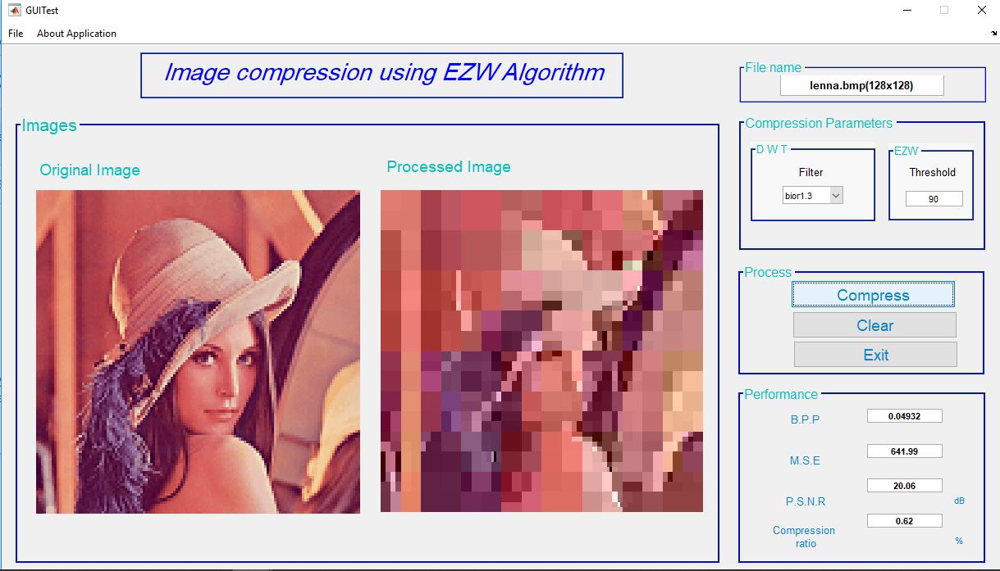 GUITest
File About Application
Image compression using EZW Algorithm
File name
lenna.bmp(128x128)
Images
Original Image
Processed Image
Compression Parameters
D W T
Filter
bior1.3
EZW
Threshold
90
Process
Compress
Clear
Exit
Performance
B.P.P
0.04932
M.S.E
641.99
P.S.N.R
20.06
dB
Compression
ratio
0.62
%